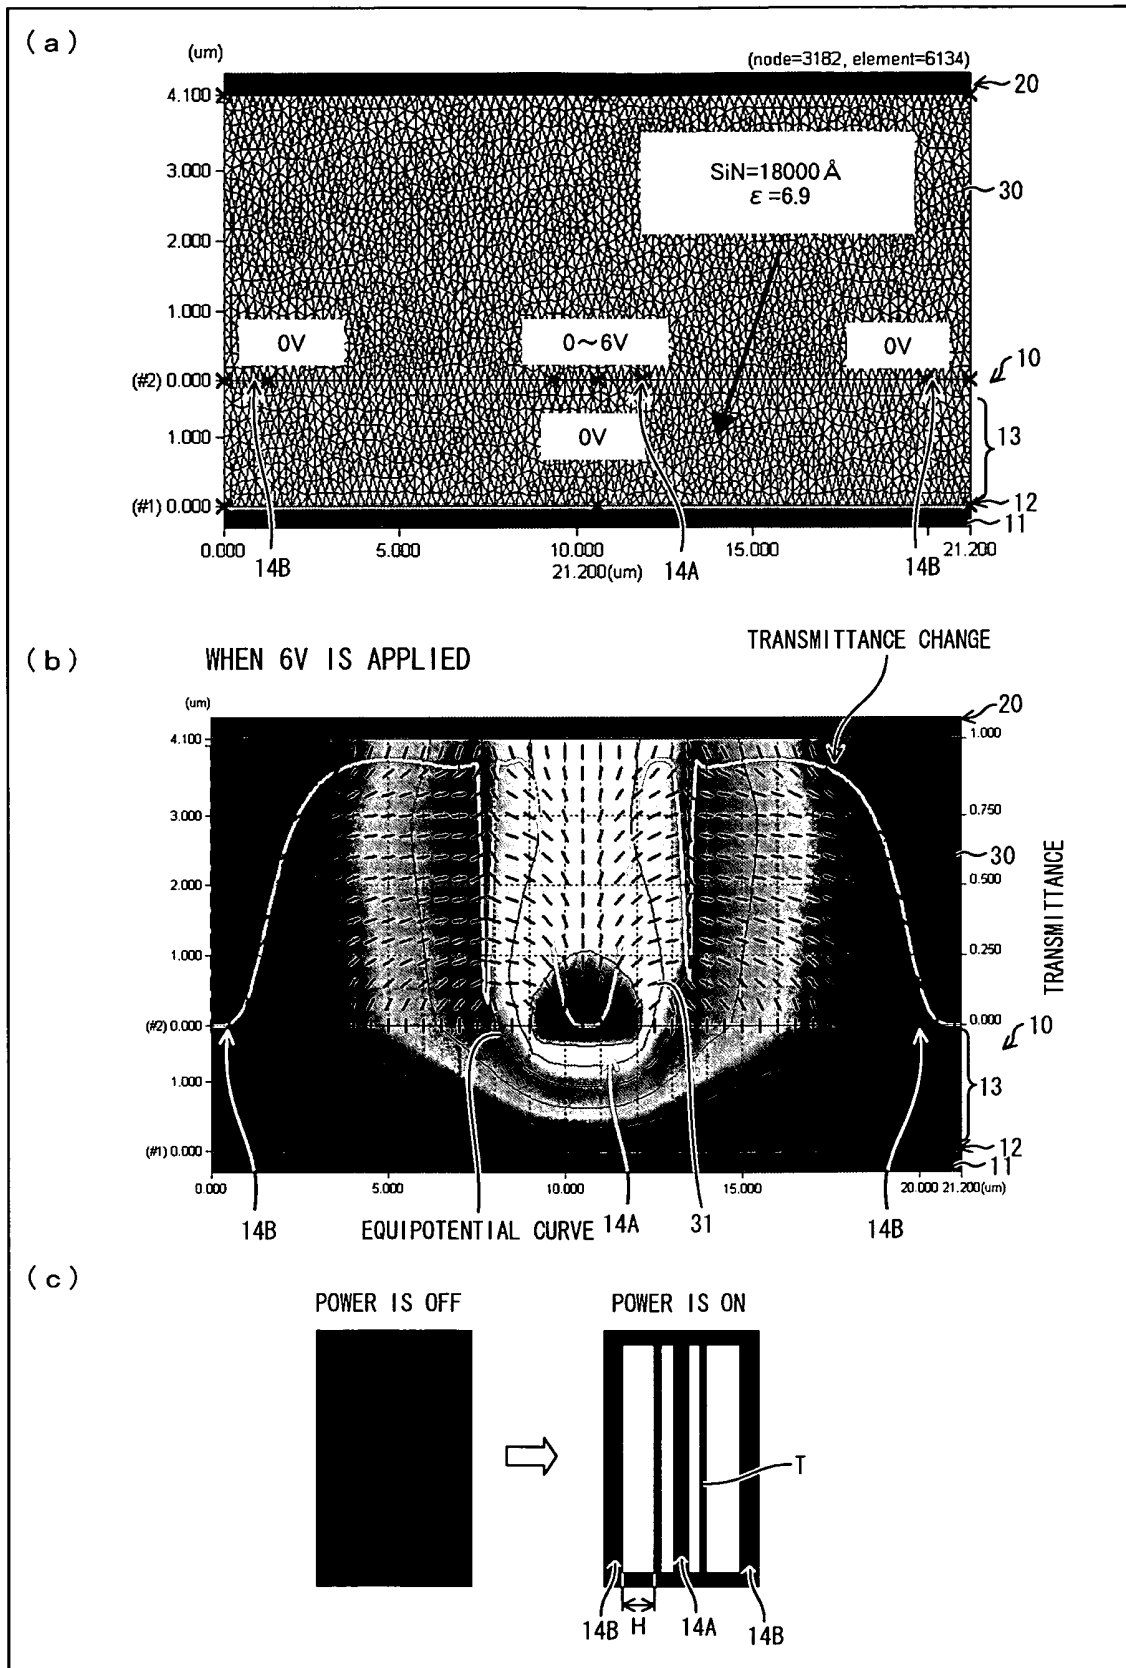 (a)
(um)
(node=3182, element=6134)
20
4.100
SiN=18000Å
ε=6.9
3.000
30
2.000
1.000
0V
0~6V
0V
10
(#2) 0.000
1.000
0V
13
(#1) 0.000
12
11
0.000
5.000
10.000
15.000
21.200
14B
21.200(um)
14A
14B
(b)
WHEN 6V IS APPLIED
TRANSMITTANCE CHANGE
(um)
20
4.100
1.000
3.000
0.750
30
2.000
0.500
1.000
0.250
TRANSMITTANCE
(#2) 0.000
0.000
10
1.000
13
(#1) 0.000
12
11
0.000
5.000
10.000
15.000
20.000
21.200(um)
14B
EQUIPOTENTIAL CURVE
14A
31
14B
(c)
POWER IS OFF
POWER IS ON
T
14B
H
14A
14B